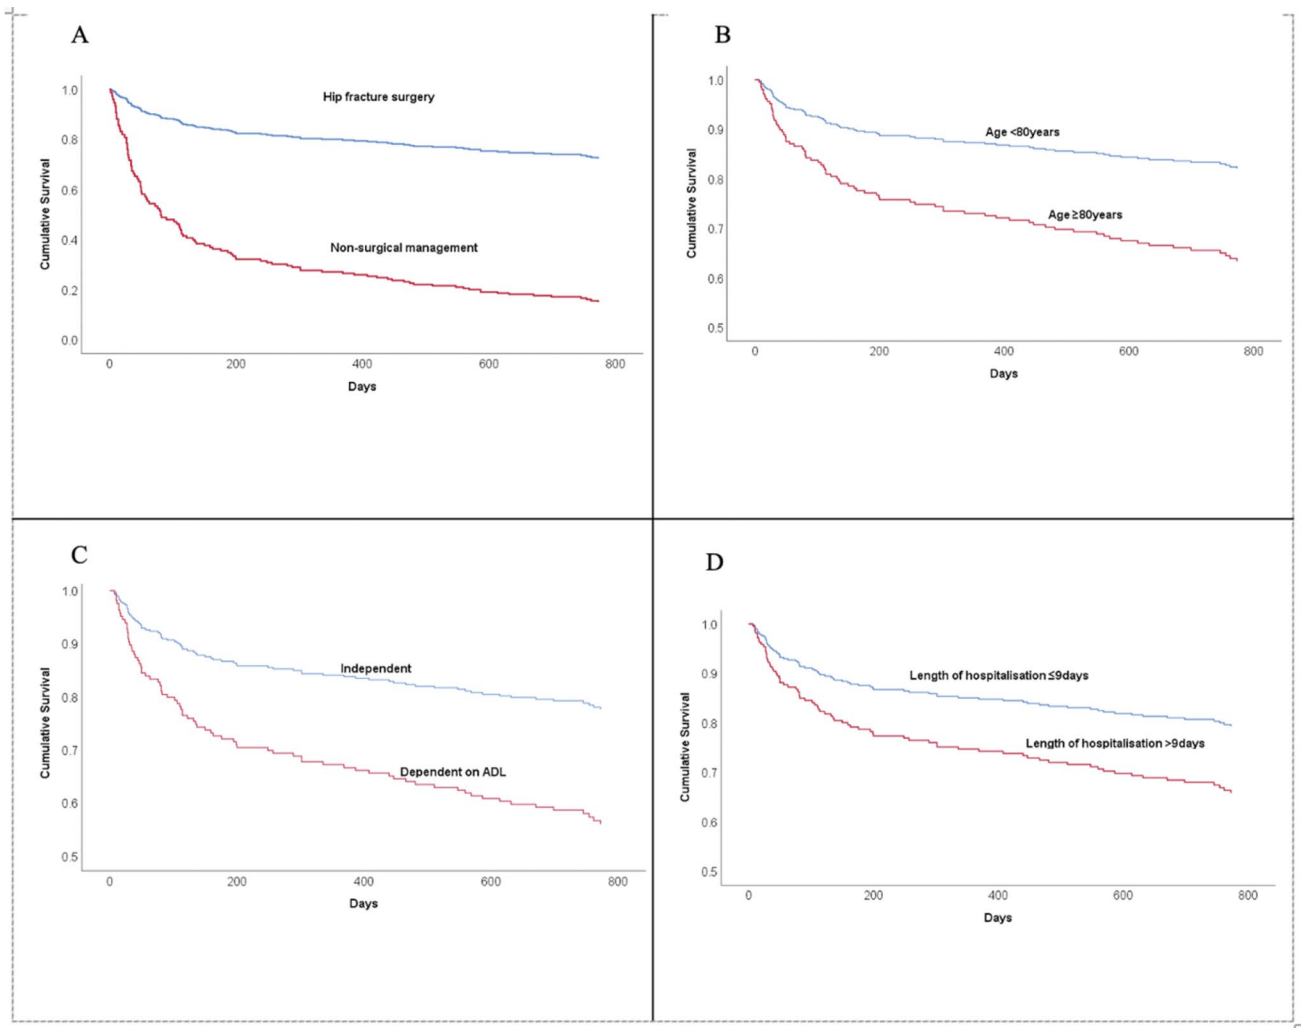 A
Cumulative Survival
1.0
0.8
0.6
0.4
0.2
0.0
Hip fracture surgery
Non-surgical management
0 200 400 600 800
Days
B
Cumulative Survival
1.0
0.9
0.8
0.7
0.6
0.5
Age <80years
Age ≥80years
0 200 400 600 800
Days
C
Cumulative Survival
1.0
0.9
0.8
0.7
0.6
0.5
Independent
Dependent on ADL
0 200 400 600 800
Days
D
Cumulative Survival
1.0
0.9
0.8
0.7
0.6
0.5
Length of hospitalisation ≤9days
Length of hospitalisation >9days
0 200 400 600 800
Days